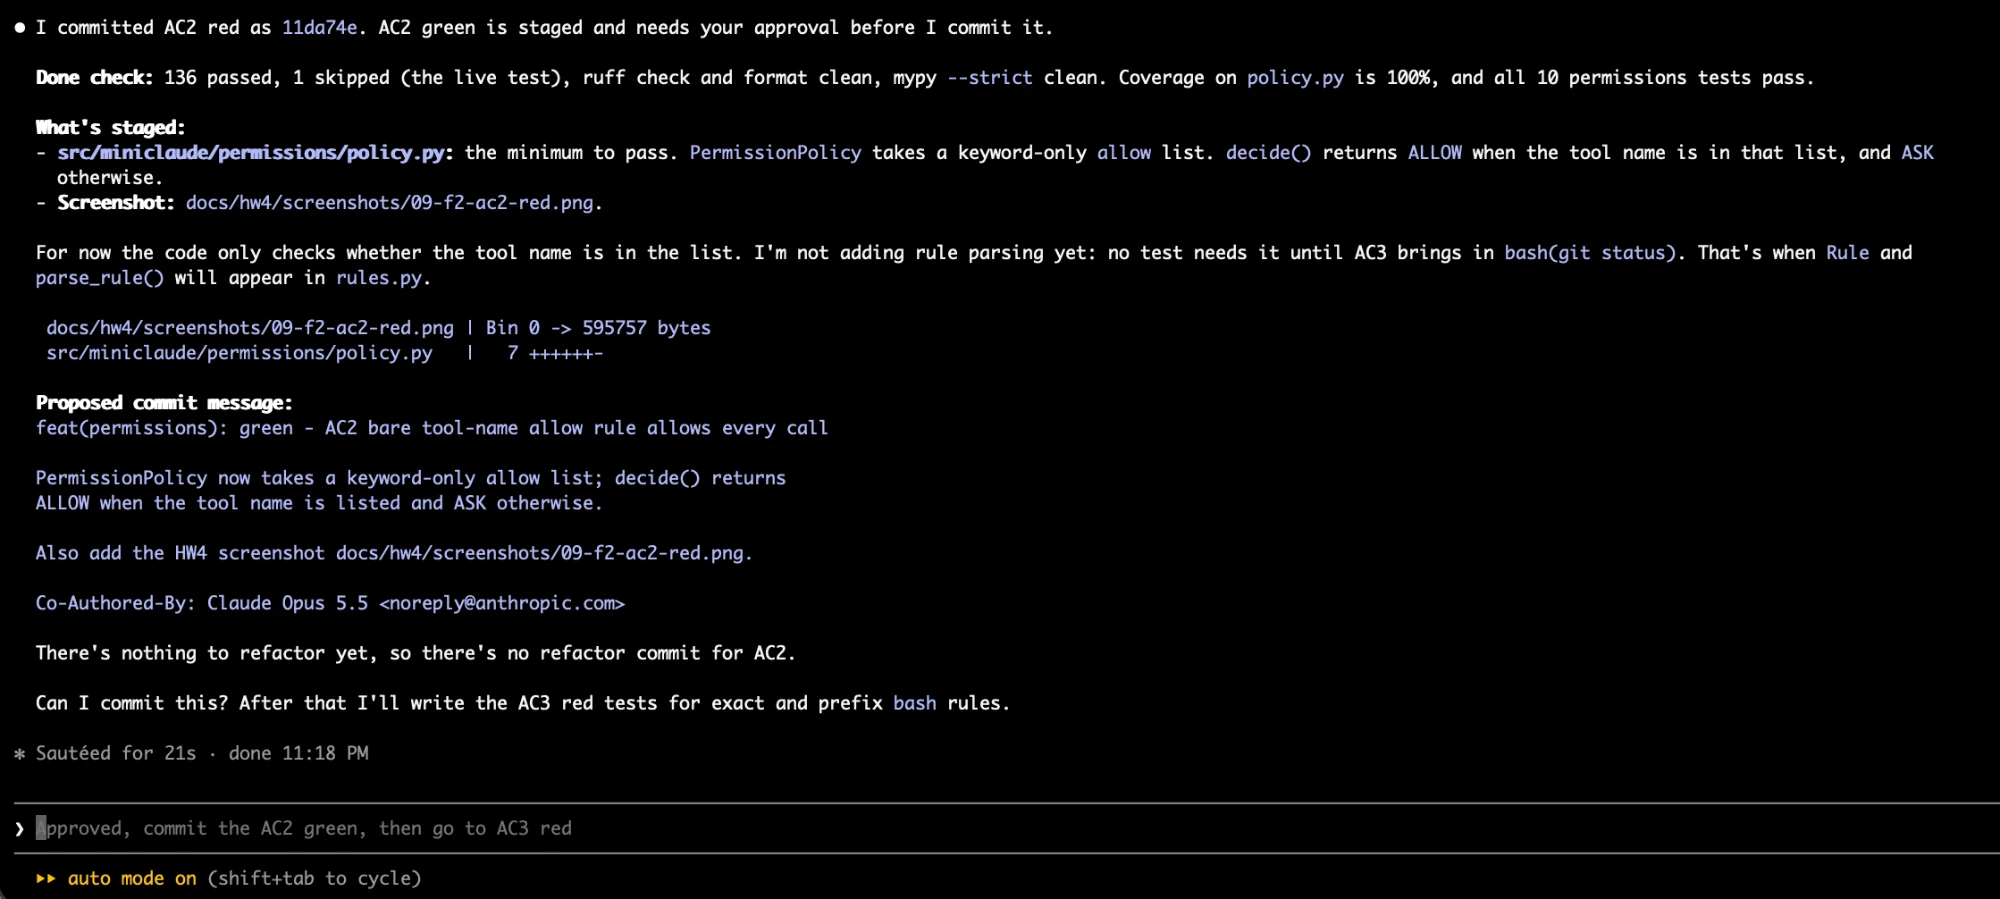 ● I committed AC2 red as 11da74e. AC2 green is staged and needs your approval before I commit it.
Done check: 136 passed, 1 skipped (the live test), ruff check and format clean, mypy --strict clean. Coverage on policy.py is 100%, and all 10 permissions tests pass.
What's staged:
- src/miniclaude/permissions/policy.py: the minimum to pass. PermissionPolicy takes a keyword-only allow list. decide() returns ALLOW when the tool name is in that list, and ASK
otherwise.
- Screenshot: docs/hw4/screenshots/09-f2-ac2-red.png.
For now the code only checks whether the tool name is in the list. I'm not adding rule parsing yet: no test needs it until AC3 brings in bash(git status). That's when Rule and
parse_rule() will appear in rules.py.
docs/hw4/screenshots/09-f2-ac2-red.png | Bin 0 -> 595757 bytes
src/miniclaude/permissions/policy.py | 7 ++++++-
Proposed commit message:
feat(permissions): green - AC2 bare tool-name allow rule allows every call
PermissionPolicy now takes a keyword-only allow list; decide() returns
ALLOW when the tool name is listed and ASK otherwise.
Also add the HW4 screenshot docs/hw4/screenshots/09-f2-ac2-red.png.
Co-Authored-By: Claude Opus 5.5 <noreply@anthropic.com>
There's nothing to refactor yet, so there's no refactor commit for AC2.
Can I commit this? After that I'll write the AC3 red tests for exact and prefix bash rules.
✻ Sautéed for 21s · done 11:18 PM
❯ Approved, commit the AC2 green, then go to AC3 red
⏵⏵ auto mode on (shift+tab to cycle)